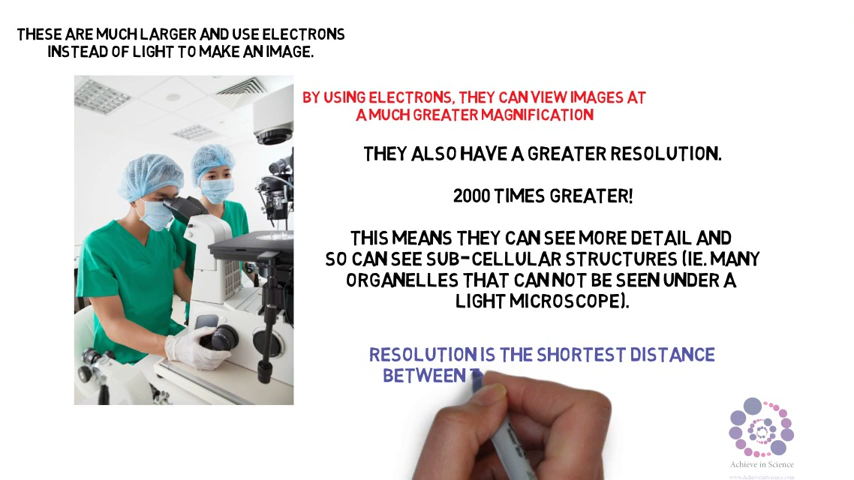 THESE ARE MUCH LARGER AND USE ELECTRONS
INSTEAD OF LIGHT TO MAKE AN IMAGE.
BY USING ELECTRONS, THEY CAN VIEW IMAGES AT
A MUCH GREATER MAGNIFICATION
THEY ALSO HAVE A GREATER RESOLUTION.
2000 TIMES GREATER!
THIS MEANS THEY CAN SEE MORE DETAIL AND
SO CAN SEE SUB-CELLULAR STRUCTURES (IE. MANY
ORGANELLES THAT CAN NOT BE SEEN UNDER A
LIGHT MICROSCOPE).
RESOLUTION IS THE SHORTEST DISTANCE
BETWEEN
Achieve in Science